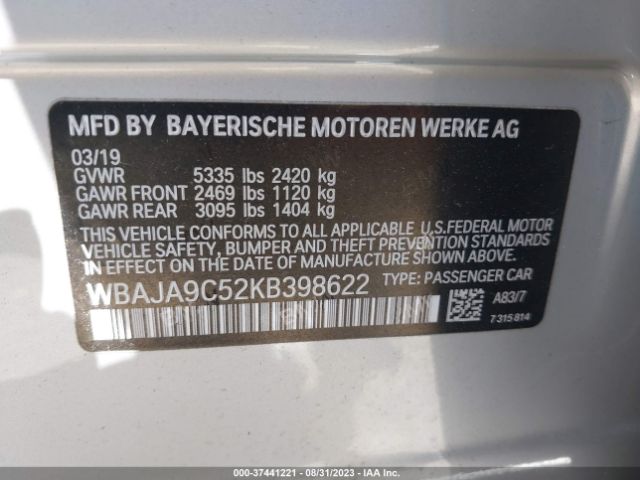 MFD BY BAYERISCHE MOTOREN WERKE AG
03/19
GVWR 5335 lbs 2420 kg
GAWR FRONT 2469 lbs 1120 kg
GAWR REAR 3095 lbs 1404 kg
THIS VEHICLE CONFORMS TO ALL APPLICABLE U.S.FEDERAL MOTOR
VEHICLE SAFETY, BUMPER AND THEFT PREVENTION STANDARDS
IN EFFECT ON THE DATE OF MANUFACTURE SHOWN ABOVE.
WBAJA9C52KB398622 TYPE: PASSENGER CAR
A83/7
7315814
000-37441221 - 08/31/2023 - IAA, Inc.